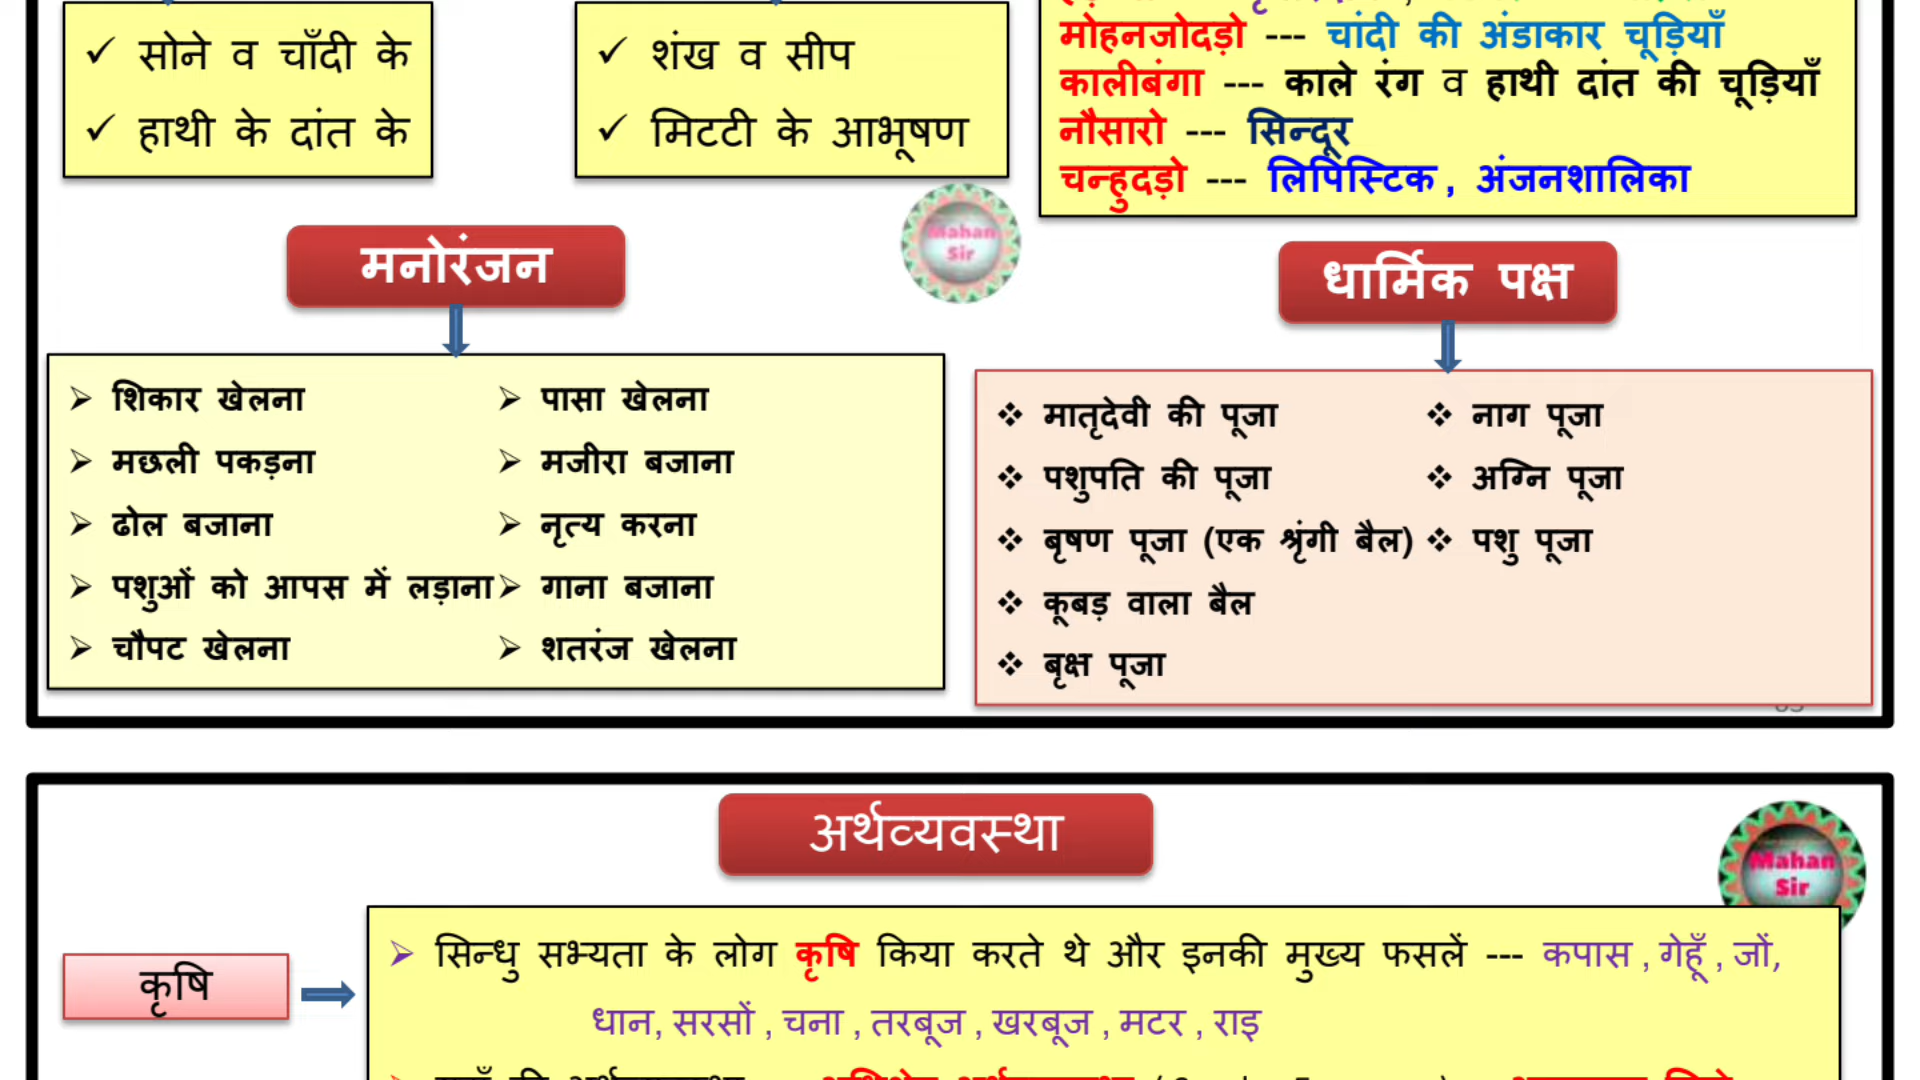 ✓ सोने व चाँदी के
✓ हाथी के दांत के
✓ शंख व सीप
✓ मिटटी के आभूषण
मोहनजोदड़ो --- चांदी की अंडाकार चूड़ियाँ
कालीबंगा --- काले रंग व हाथी दांत की चूड़ियाँ
नौसारो --- सिन्दूर
चन्हुदड़ो --- लिपिस्टिक , अंजनशालिका
Mahan
Sir
मनोरंजन
➢ शिकार खेलना
➢ मछली पकड़ना
➢ ढोल बजाना
➢ पशुओं को आपस में लड़ाना
➢ चौपट खेलना
➢ पासा खेलना
➢ मजीरा बजाना
➢ नृत्य करना
➢ गाना बजाना
➢ शतरंज खेलना
धार्मिक पक्ष
❖ मातृदेवी की पूजा
❖ पशुपति की पूजा
❖ बृषण पूजा (एक श्रृंगी बैल)
❖ कूबड़ वाला बैल
❖ बृक्ष पूजा
❖ नाग पूजा
❖ अग्नि पूजा
❖ पशु पूजा
अर्थव्यवस्था
Mahan
Sir
कृषि
➢ सिन्धु सभ्यता के लोग कृषि किया करते थे और इनकी मुख्य फसलें --- कपास , गेहूँ , जों,
धान, सरसों , चना , तरबूज , खरबूज , मटर , राइ